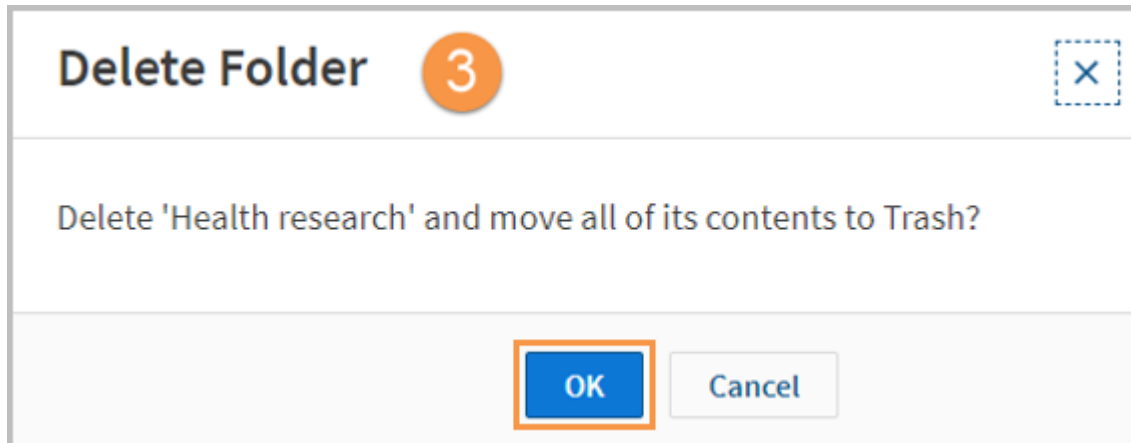 Delete Folder 3
Delete 'Health research' and move all of its contents to Trash?
OK Cancel